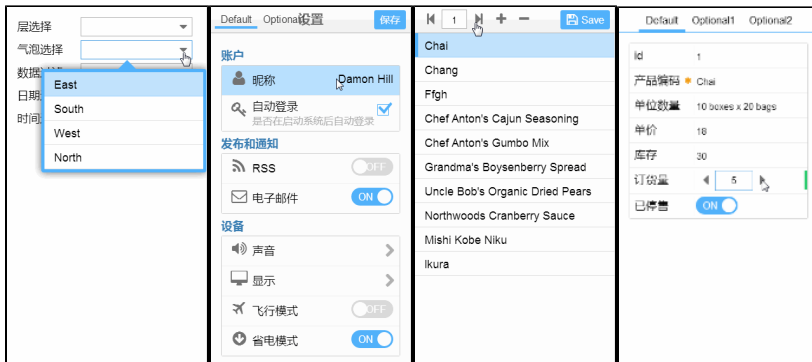 层选择
气泡选择
数据
日期
时间
East
South
West
North
Default Optional 设置 保存
账户
昵称 Damon Hill
自动登录
是否在启动系统后自动登录
发布和通知
RSS OFF
电子邮件 ON
设备
声音
显示
飞行模式 OFF
省电模式 ON
1 Save
Chai
Chang
Ffgh
Chef Anton's Cajun Seasoning
Chef Anton's Gumbo Mix
Grandma's Boysenberry Spread
Uncle Bob's Organic Dried Pears
Northwoods Cranberry Sauce
Mishi Kobe Niku
Ikura
Default Optional1 Optional2
id 1
产品编码 Chai
单位数量 10 boxes x 20 bags
单价 18
库存 30
订货量 5
已停售 ON